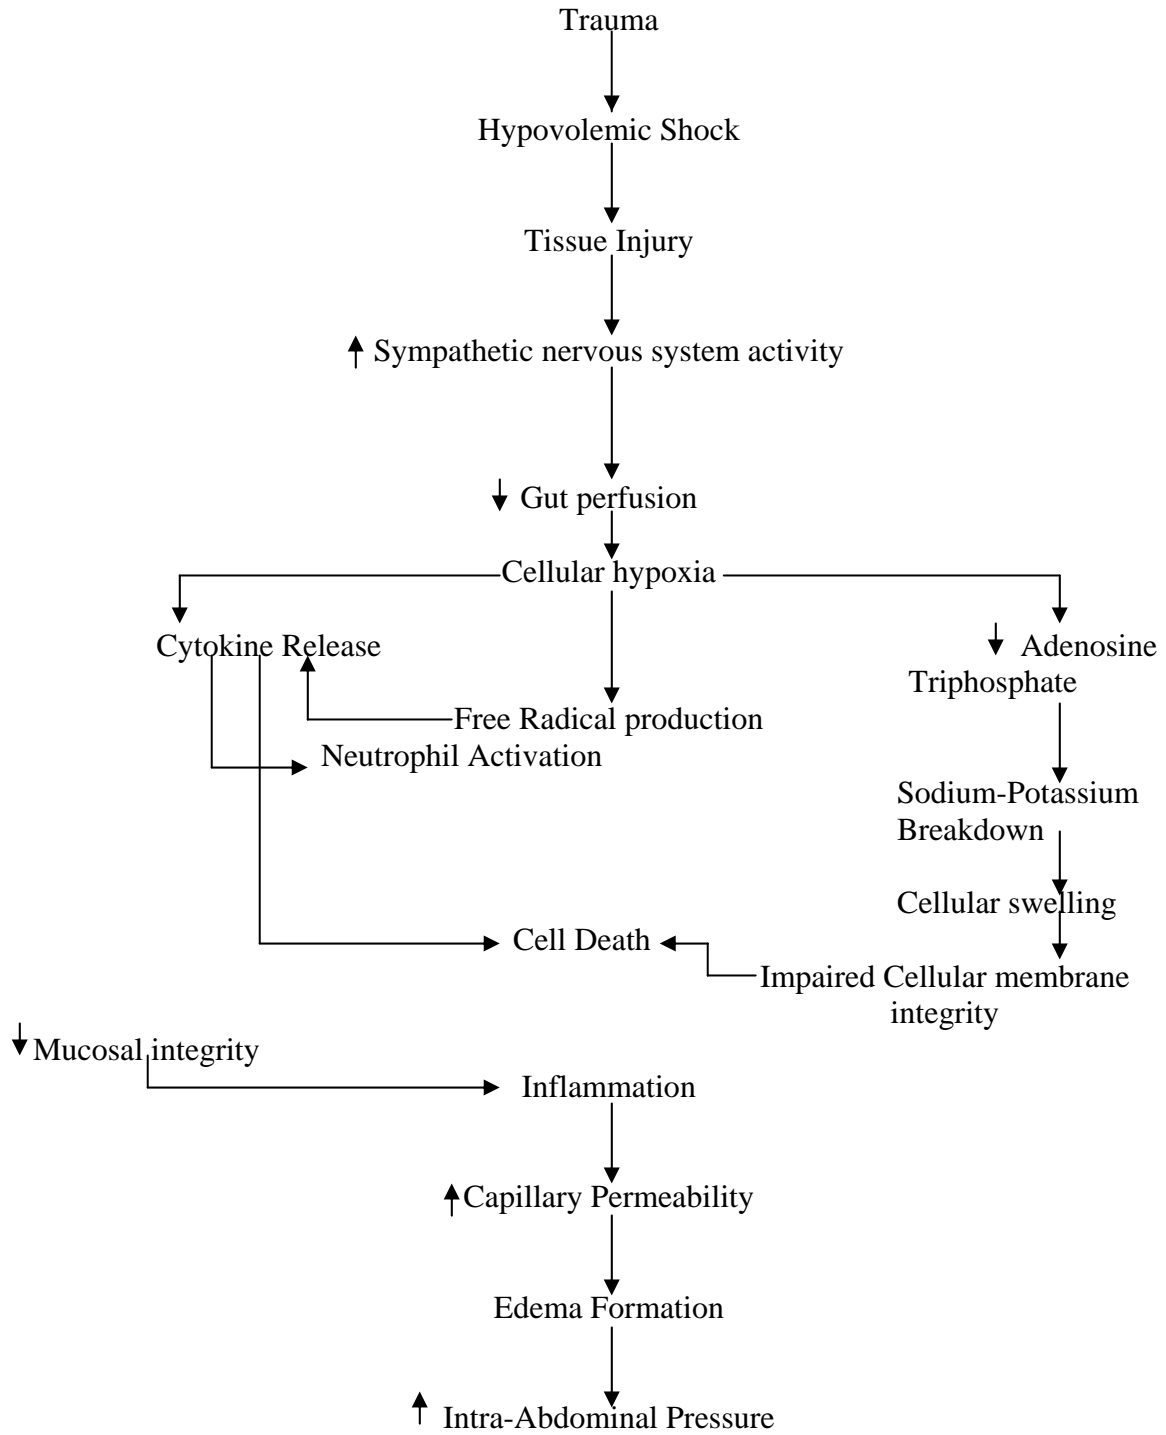 Trauma
Hypovolemic Shock
Tissue Injury
Sympathetic nervous system activity
Gut perfusion
Cellular hypoxia
Cytokine Release
Adenosine
Triphosphate
Free Radical production
Neutrophil Activation
Sodium-Potassium
Breakdown
Cellular swelling
Cell Death
Impaired Cellular membrane
integrity
Mucosal integrity
Inflammation
Capillary Permeability
Edema Formation
Intra-Abdominal Pressure